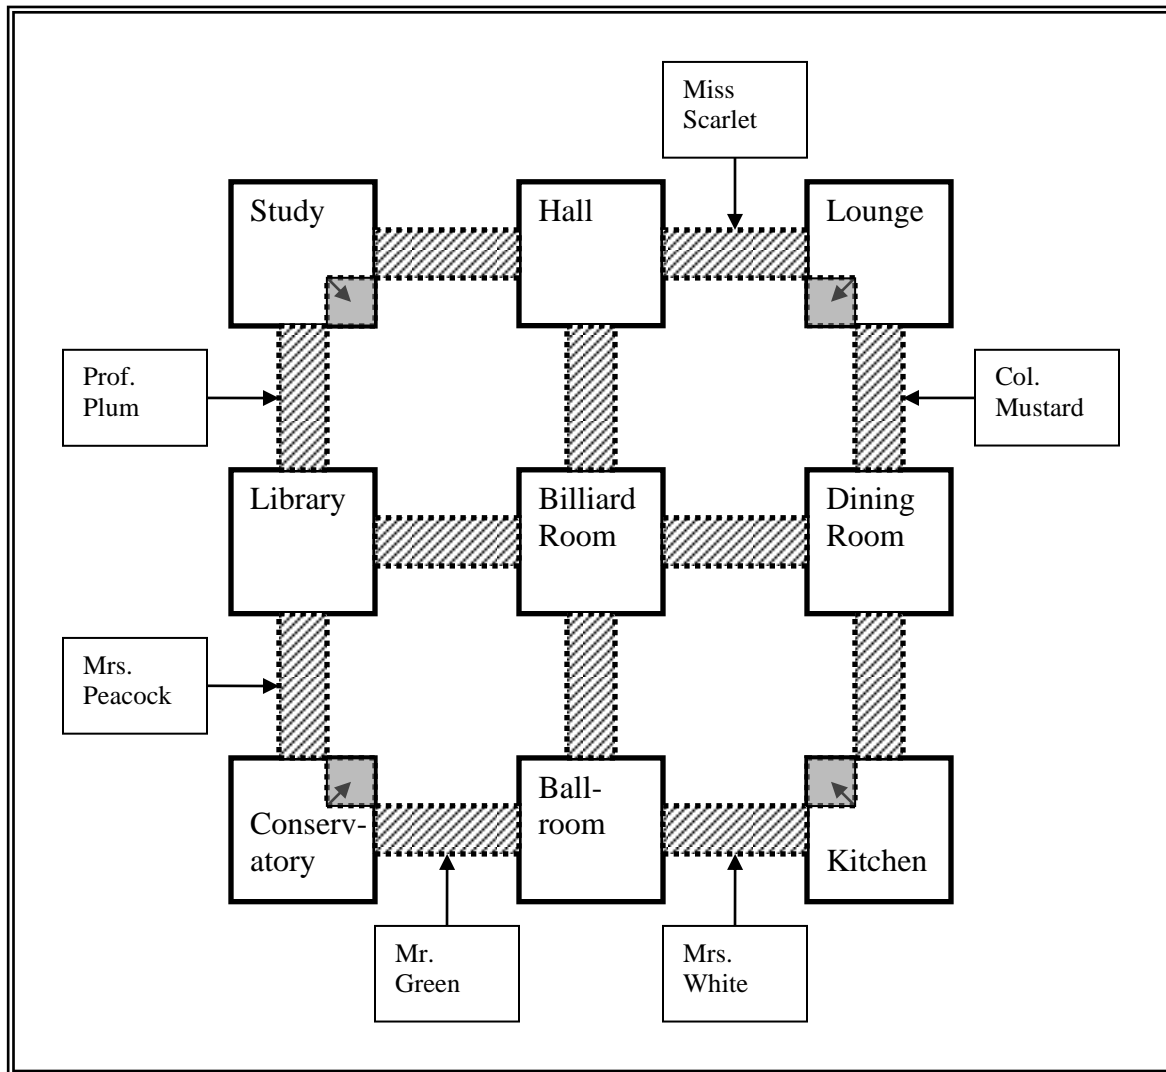 Miss
Scarlet
Study
Hall
Lounge
Prof.
Plum
Col.
Mustard
Library
Billiard
Room
Dining
Room
Mrs.
Peacock
Conserv-
atory
Ball-
room
Kitchen
Mr.
Green
Mrs.
White